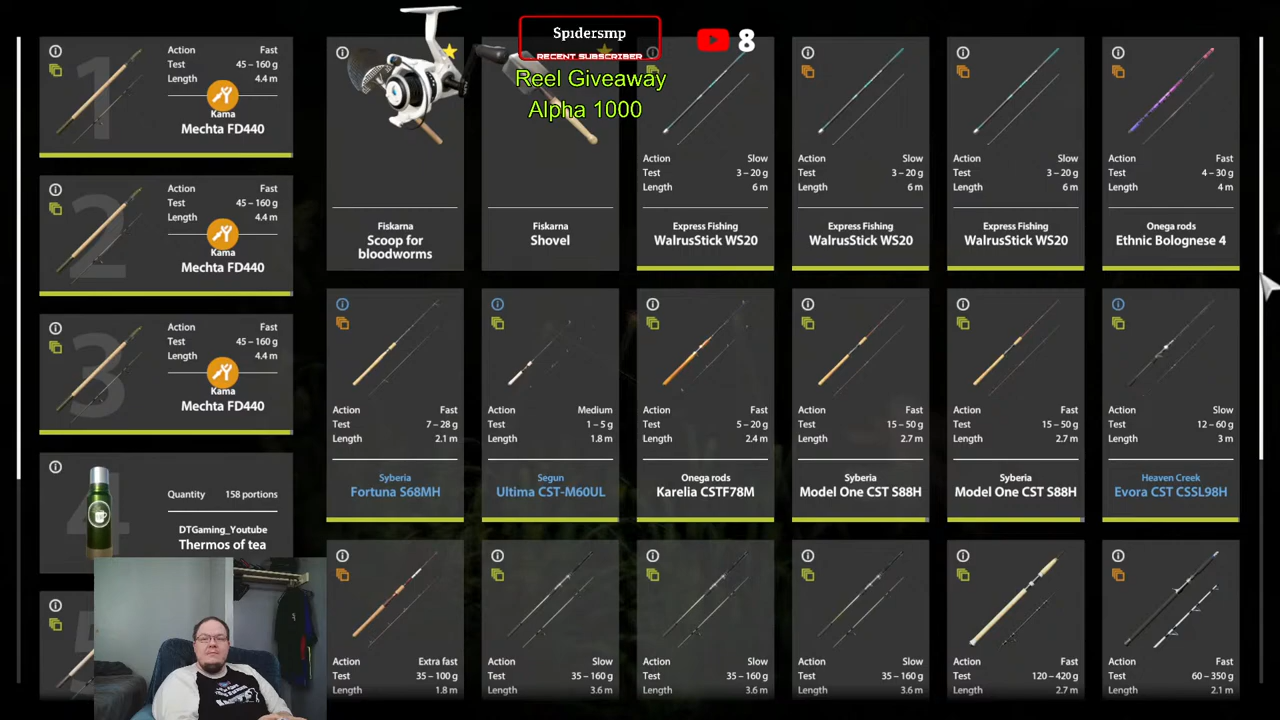 Spıdersmp
RECENT SUBSCRIBER
Reel Giveaway
Alpha 1000
8
1
Action Fast
Test 45 – 160 g
Length 4.4 m
Kama
Mechta FD440
2
Action Fast
Test 45 – 160 g
Length 4.4 m
Kama
Mechta FD440
3
Action Fast
Test 45 – 160 g
Length 4.4 m
Kama
Mechta FD440
4
Quantity 158 portions
DTGaming_Youtube
Thermos of tea
5
Fiskarna
Scoop for
bloodworms
Fiskarna
Shovel
Action Slow
Test 3 – 20 g
Length 6 m
Express Fishing
WalrusStick WS20
Action Slow
Test 3 – 20 g
Length 6 m
Express Fishing
WalrusStick WS20
Action Slow
Test 3 – 20 g
Length 6 m
Express Fishing
WalrusStick WS20
Action Fast
Test 4 – 30 g
Length 4 m
Onega rods
Ethnic Bolognese 4
Action Fast
Test 7 – 28 g
Length 2.1 m
Syberia
Fortuna S68MH
Action Medium
Test 1 – 5 g
Length 1.8 m
Segun
Ultima CST-M60UL
Action Fast
Test 5 – 20 g
Length 2.4 m
Onega rods
Karelia CSTF78M
Action Fast
Test 15 – 50 g
Length 2.7 m
Syberia
Model One CST S88H
Action Fast
Test 15 – 50 g
Length 2.7 m
Syberia
Model One CST S88H
Action Slow
Test 12 – 60 g
Length 3 m
Heaven Creek
Evora CST CSSL98H
Action Extra fast
Test 35 – 100 g
Length 1.8 m
Action Slow
Test 35 – 160 g
Length 3.6 m
Action Slow
Test 35 – 160 g
Length 3.6 m
Action Slow
Test 35 – 160 g
Length 3.6 m
Action Fast
Test 120 – 420 g
Length 2.7 m
Action Fast
Test 60 – 350 g
Length 2.1 m